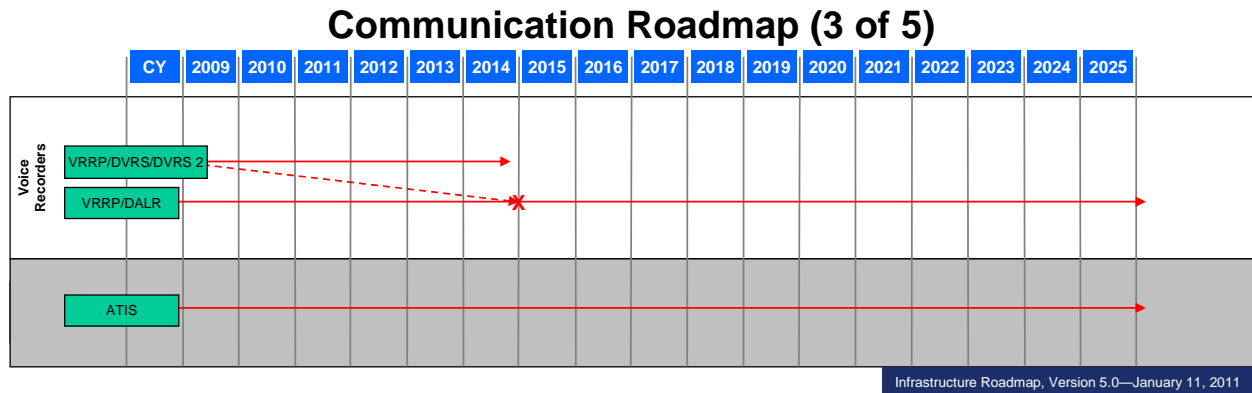 Communication Roadmap (3 of 5)
CY 2009 2010 2011 2012 2013 2014 2015 2016 2017 2018 2019 2020 2021 2022 2023 2024 2025
Voice
Recorders
VRRP/DVRS/DVRS 2
VRRP/DALR
X
ATIS
Infrastructure Roadmap, Version 5.0—January 11, 2011